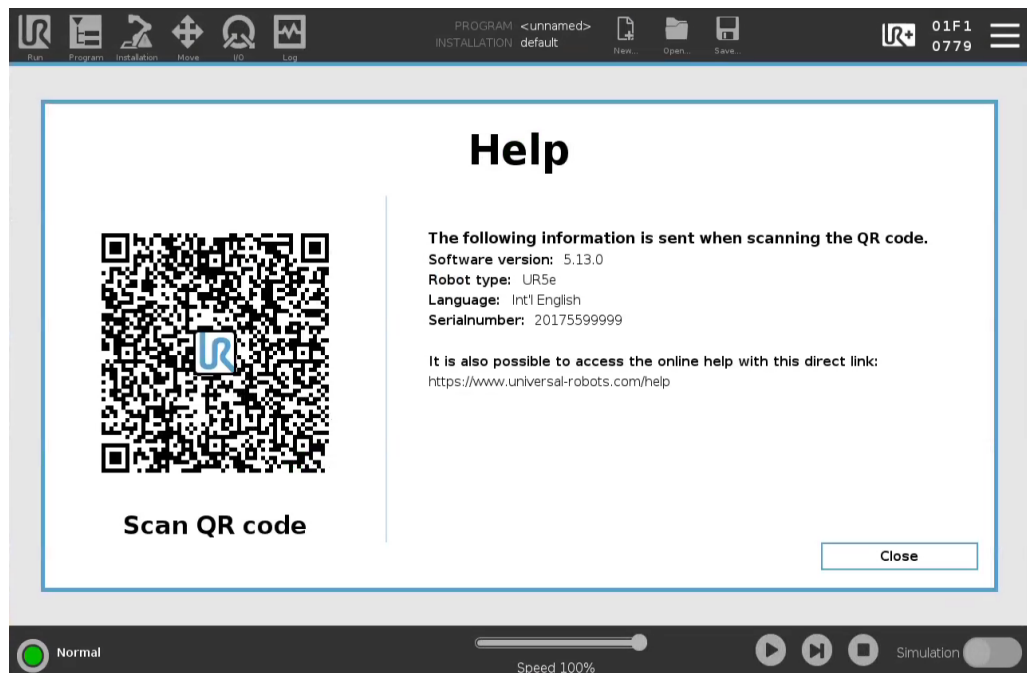 PROGRAM <unnamed>
INSTALLATION default
Run Program Installation Move I/O Log
New... Open... Save...
UR+
01F1
0779
Help
UR
The following information is sent when scanning the QR code.
Software version: 5.13.0
Robot type: UR5e
Language: Int'l English
Serialnumber: 20175599999
It is also possible to access the online help with this direct link:
https://www.universal-robots.com/help
Scan QR code
Close
Normal
Speed 100%
Simulation